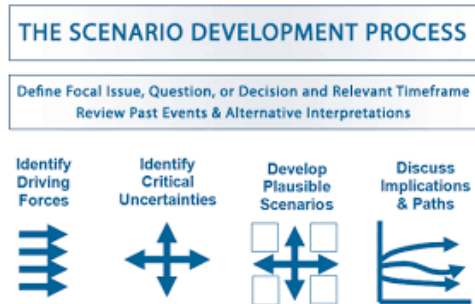 THE SCENARIO DEVELOPMENT PROCESS
Define Focal Issue, Question, or Decision and Relevant Timeframe
Review Past Events & Alternative Interpretations
Identify
Driving
Forces
Identify
Critical
Uncertainties
Develop
Plausible
Scenarios
Discuss
Implications
& Paths